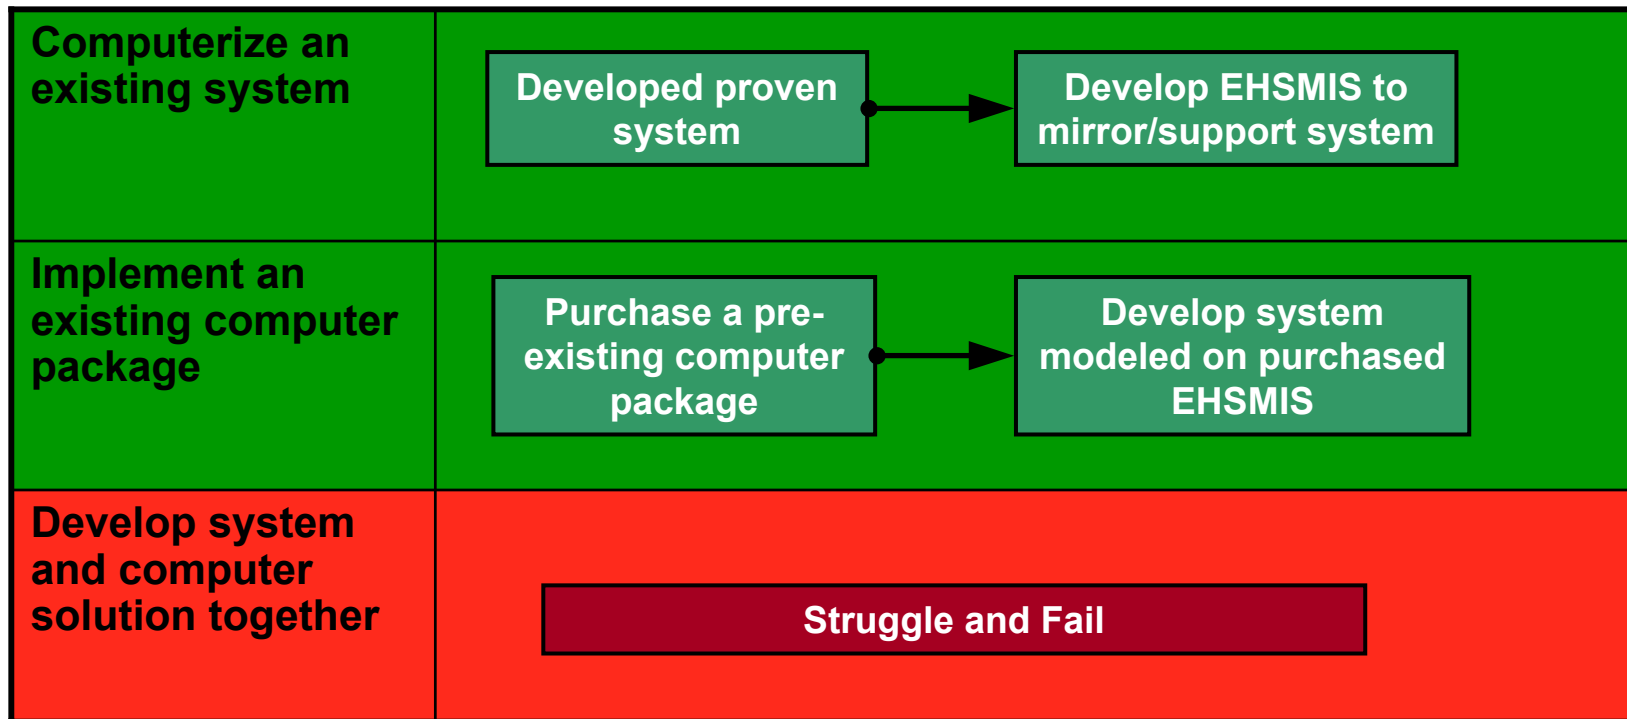 Computerize an
existing system
Developed proven
system
Develop EHSMIS to
mirror/support system
Implement an
existing computer
package
Purchase a pre-
existing computer
package
Develop system
modeled on purchased
EHSMIS
Develop system
and computer
solution together
Struggle and Fail